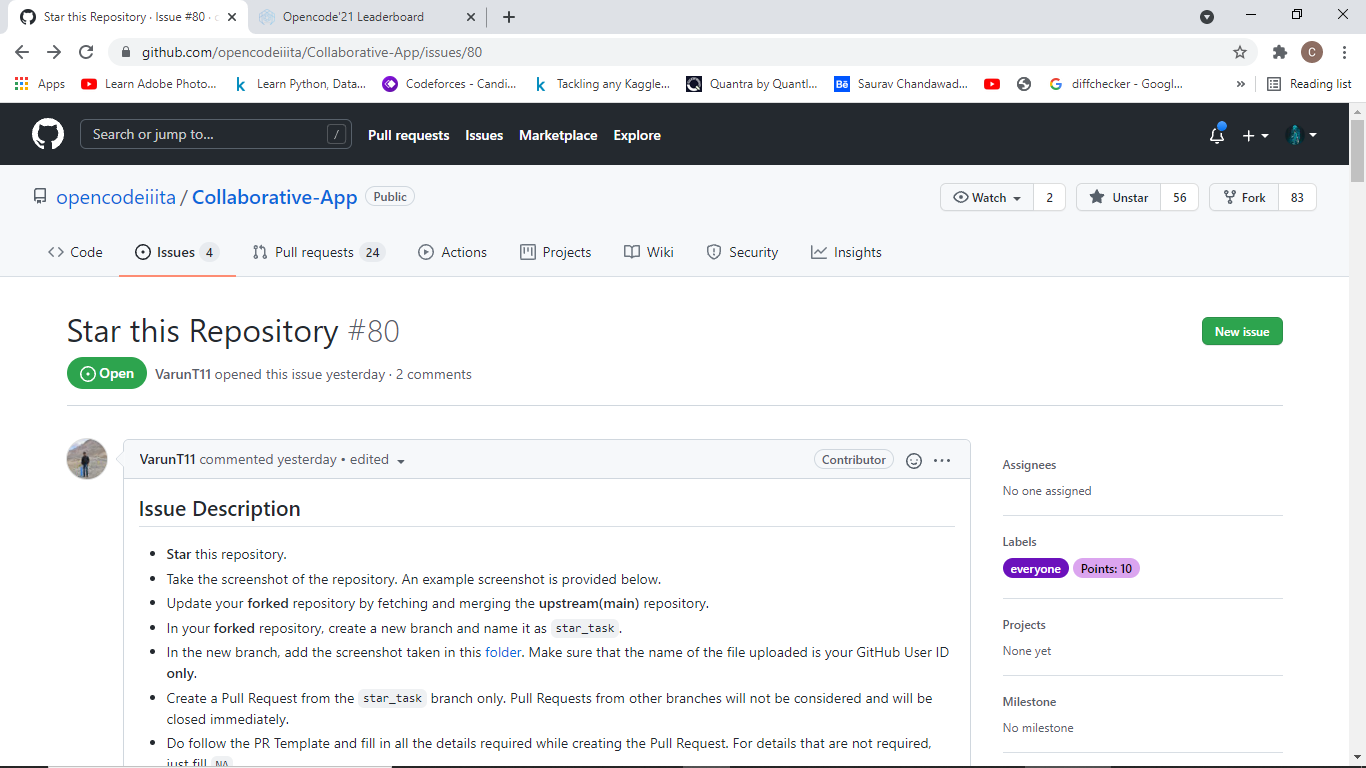 Star this Repository · Issue #80 ·
Opencode'21 Leaderboard
github.com/opencodeiiita/Collaborative-App/issues/80
C
Apps
Learn Adobe Photo...
Learn Python, Data...
Codeforces - Candi...
Tackling any Kaggle...
Quantra by Quantl...
Bē
Saurav Chandawad...
diffchecker - Googl...
»
Reading list
Search or jump to...
/
Pull requests
Issues
Marketplace
Explore
opencodeiiita / Collaborative-App
Public
Watch
2
Unstar
56
Fork
83
Code
Issues 4
Pull requests 24
Actions
Projects
Wiki
Security
Insights
Star this Repository #80
New issue
Open
VarunT11 opened this issue yesterday · 2 comments
VarunT11 commented yesterday • edited
Contributor
Issue Description
• Star this repository.
• Take the screenshot of the repository. An example screenshot is provided below.
• Update your forked repository by fetching and merging the upstream(main) repository.
• In your forked repository, create a new branch and name it as star_task.
• In the new branch, add the screenshot taken in this folder. Make sure that the name of the file uploaded is your GitHub User ID
only.
• Create a Pull Request from the star_task branch only. Pull Requests from other branches will not be considered and will be
closed immediately.
• Do follow the PR Template and fill in all the details required while creating the Pull Request. For details that are not required,
just fill NA
Assignees
No one assigned
Labels
everyone
Points: 10
Projects
None yet
Milestone
No milestone